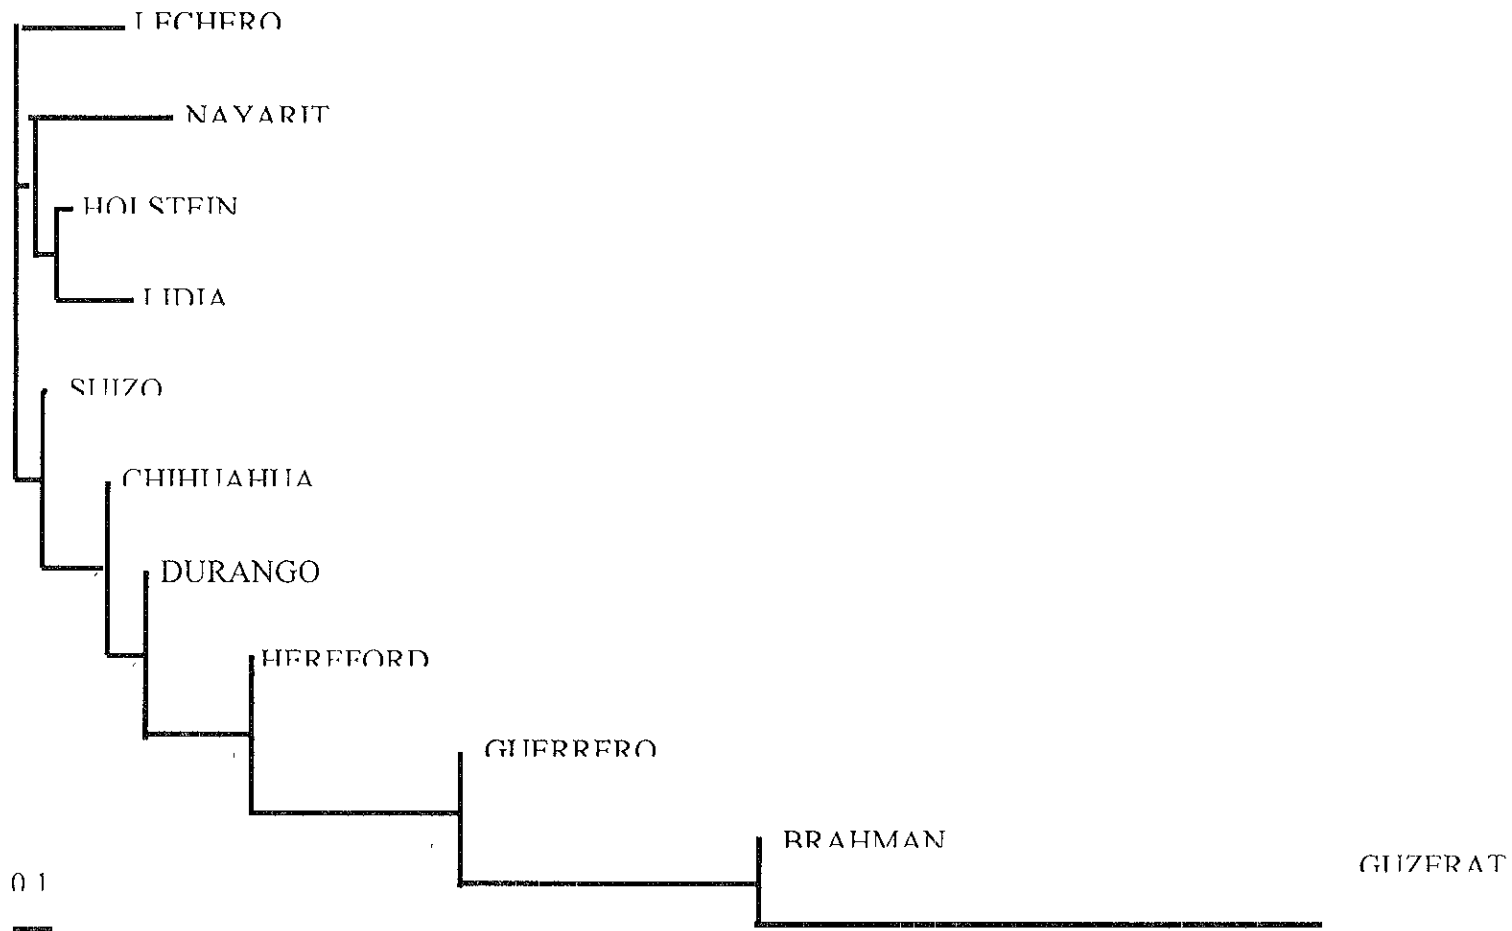 LECHERO
NAYARIT
HOLSTEIN
LIDIA
SUIZO
CHIHUAHUA
DURANGO
HEREFORD
GUERRERO
BRAHMAN
GUZERAT
0.1